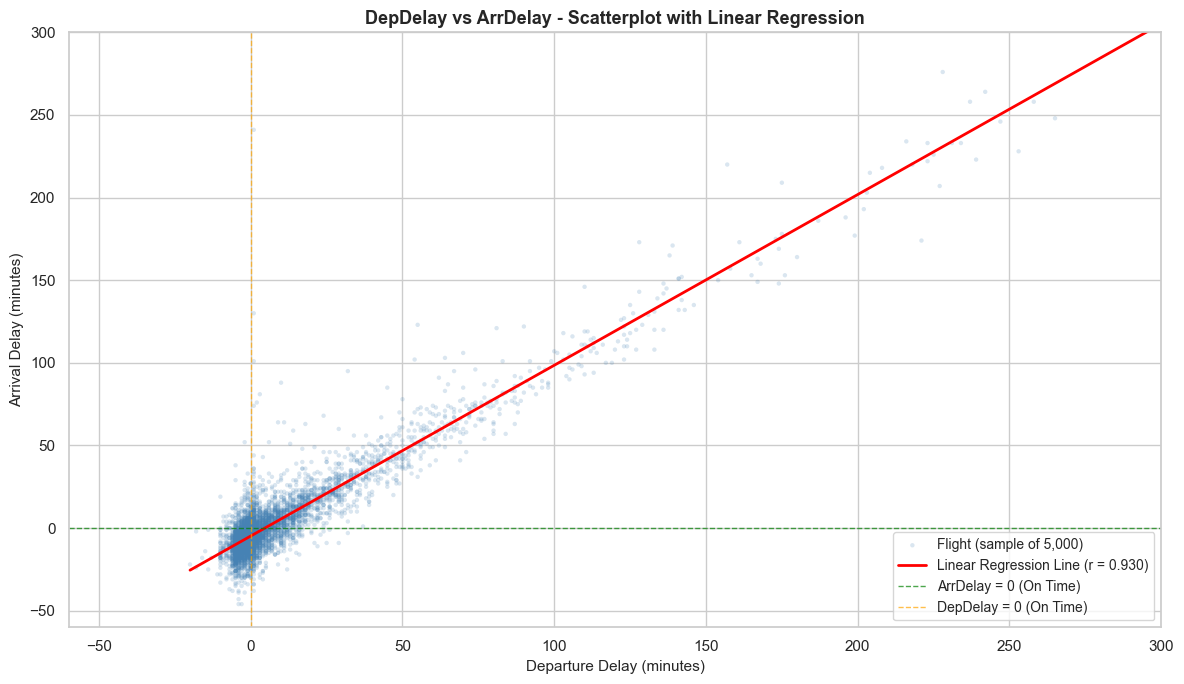 DepDelay vs ArrDelay - Scatterplot with Linear Regression
Arrival Delay (minutes)
300
250
200
150
100
50
0
−50
−50
0
50
100
150
200
250
300
Departure Delay (minutes)
Flight (sample of 5,000)
Linear Regression Line (r = 0.930)
ArrDelay = 0 (On Time)
DepDelay = 0 (On Time)